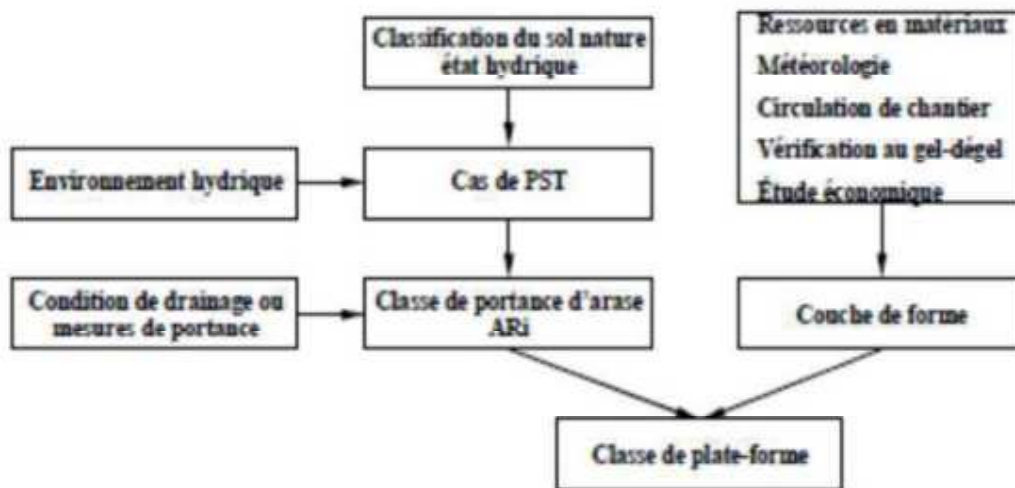 Classification du sol nature
état hydrique
Ressources en matériaux
Météorologie
Circulation de chantier
Vérification au gel-dégel
Étude économique
Environnement hydrique
Cas de PST
Condition de drainage ou
mesures de portance
Classe de portance d'arase
ARi
Couche de forme
Classe de plate-forme